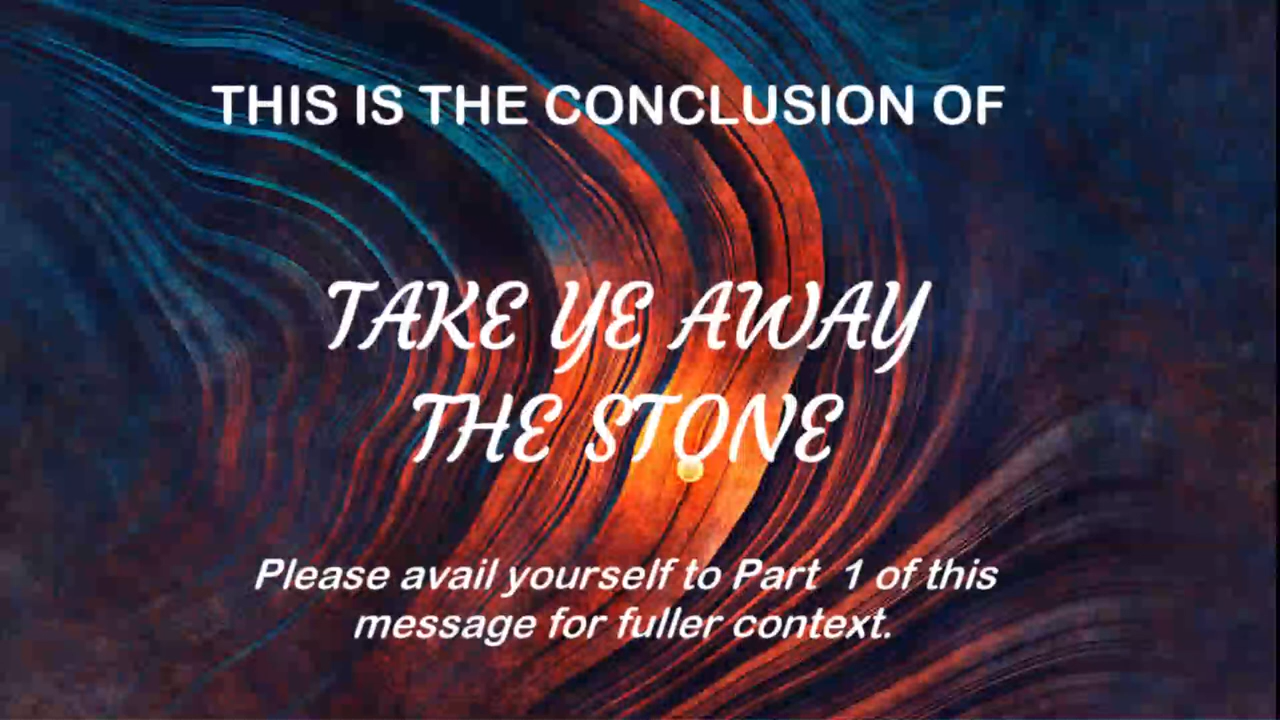 THIS IS THE CONCLUSION OF
TAKE YE AWAY
THE STONE
Please avail yourself to Part 1 of this
message for fuller context.